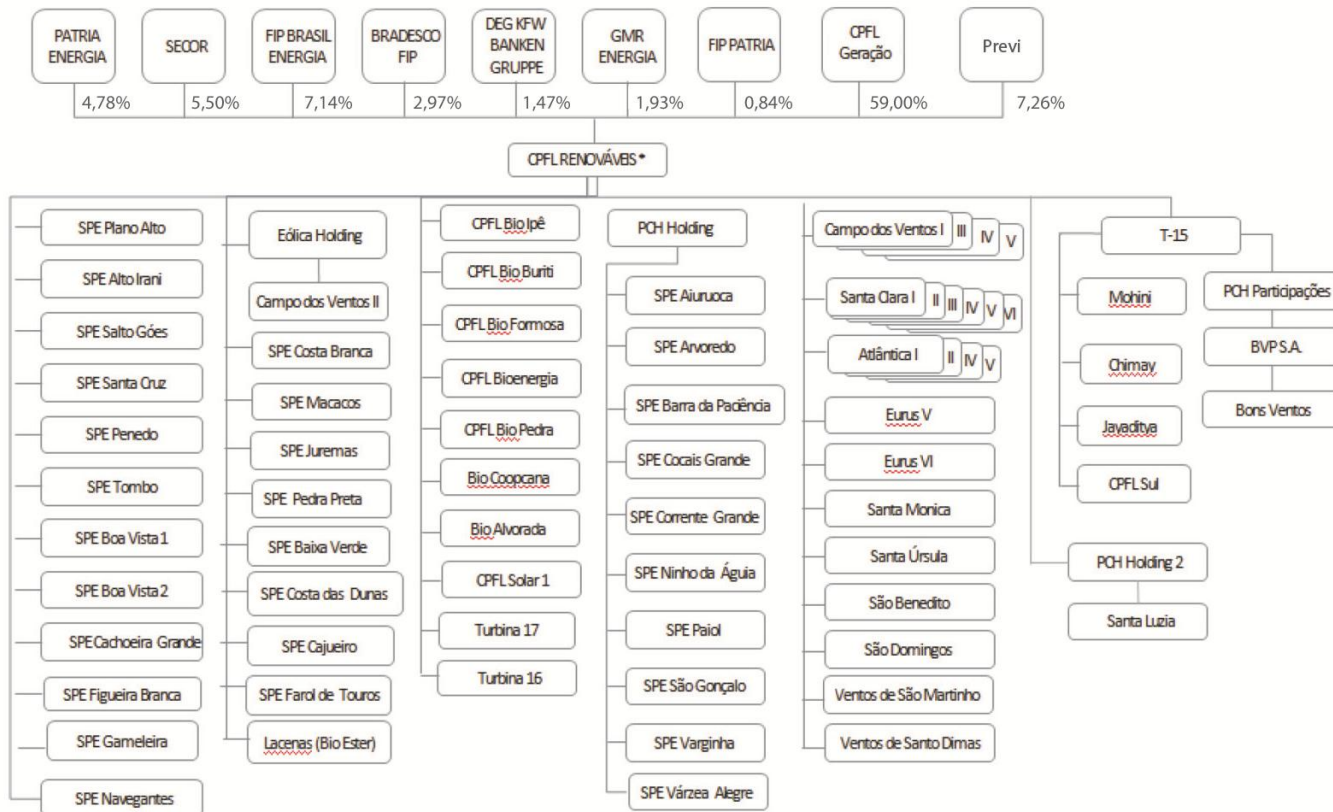 PATRIA
ENERGIA
SECOR
FIP BRASIL
ENERGIA
BRADESCO
FIP
DEG KFW
BANKEN
GRUPPE
GMR
ENERGIA
FIP PATRIA
CPFL
Geração
Previ
4,78%
5,50%
7,14%
2,97%
1,47%
1,93%
0,84%
59,00%
7,26%
CPFL RENOVÁVEIS *
SPE Plano Alto
SPE Alto Irani
SPE Salto Góes
SPE Santa Cruz
SPE Penedo
SPE Tombo
SPE Boa Vista 1
SPE Boa Vista 2
SPE Cachoeira Grande
SPE Figueira Branca
SPE Gameleira
SPE Navegantes
Eólica Holding
Campo dos Ventos II
SPE Costa Branca
SPE Macacos
SPE Juremas
SPE Pedra Preta
SPE Baixa Verde
SPE Costa das Dunas
SPE Cajueiro
SPE Farol de Touros
Lacenas (Bio Ester)
CPFL Bio Ipê
CPFL Bio Buriti
CPFL Bio Formosa
CPFL Bioenergia
CPFL Bio Pedra
Bio Coopcana
Bio Alvorada
CPFL Solar 1
Turbina 17
Turbina 16
PCH Holding
SPE Aiuruoca
SPE Arvoredo
SPE Barra da Paciência
SPE Cocais Grande
SPE Corrente Grande
SPE Ninho da Águia
SPE Paiol
SPE São Gonçalo
SPE Varginha
SPE Várzea Alegre
Campo dos Ventos I III IV V
Santa Clara I II III IV V VI
Atlântica I II IV V
Eurus V
Eurus VI
Santa Monica
Santa Úrsula
São Benedito
São Domingos
Ventos de São Martinho
Ventos de Santo Dimas
T-15
Mohini
Chimay
Jayaditya
CPFL Sul
PCH Participações
BVP S.A.
Bons Ventos
PCH Holding 2
Santa Luzia